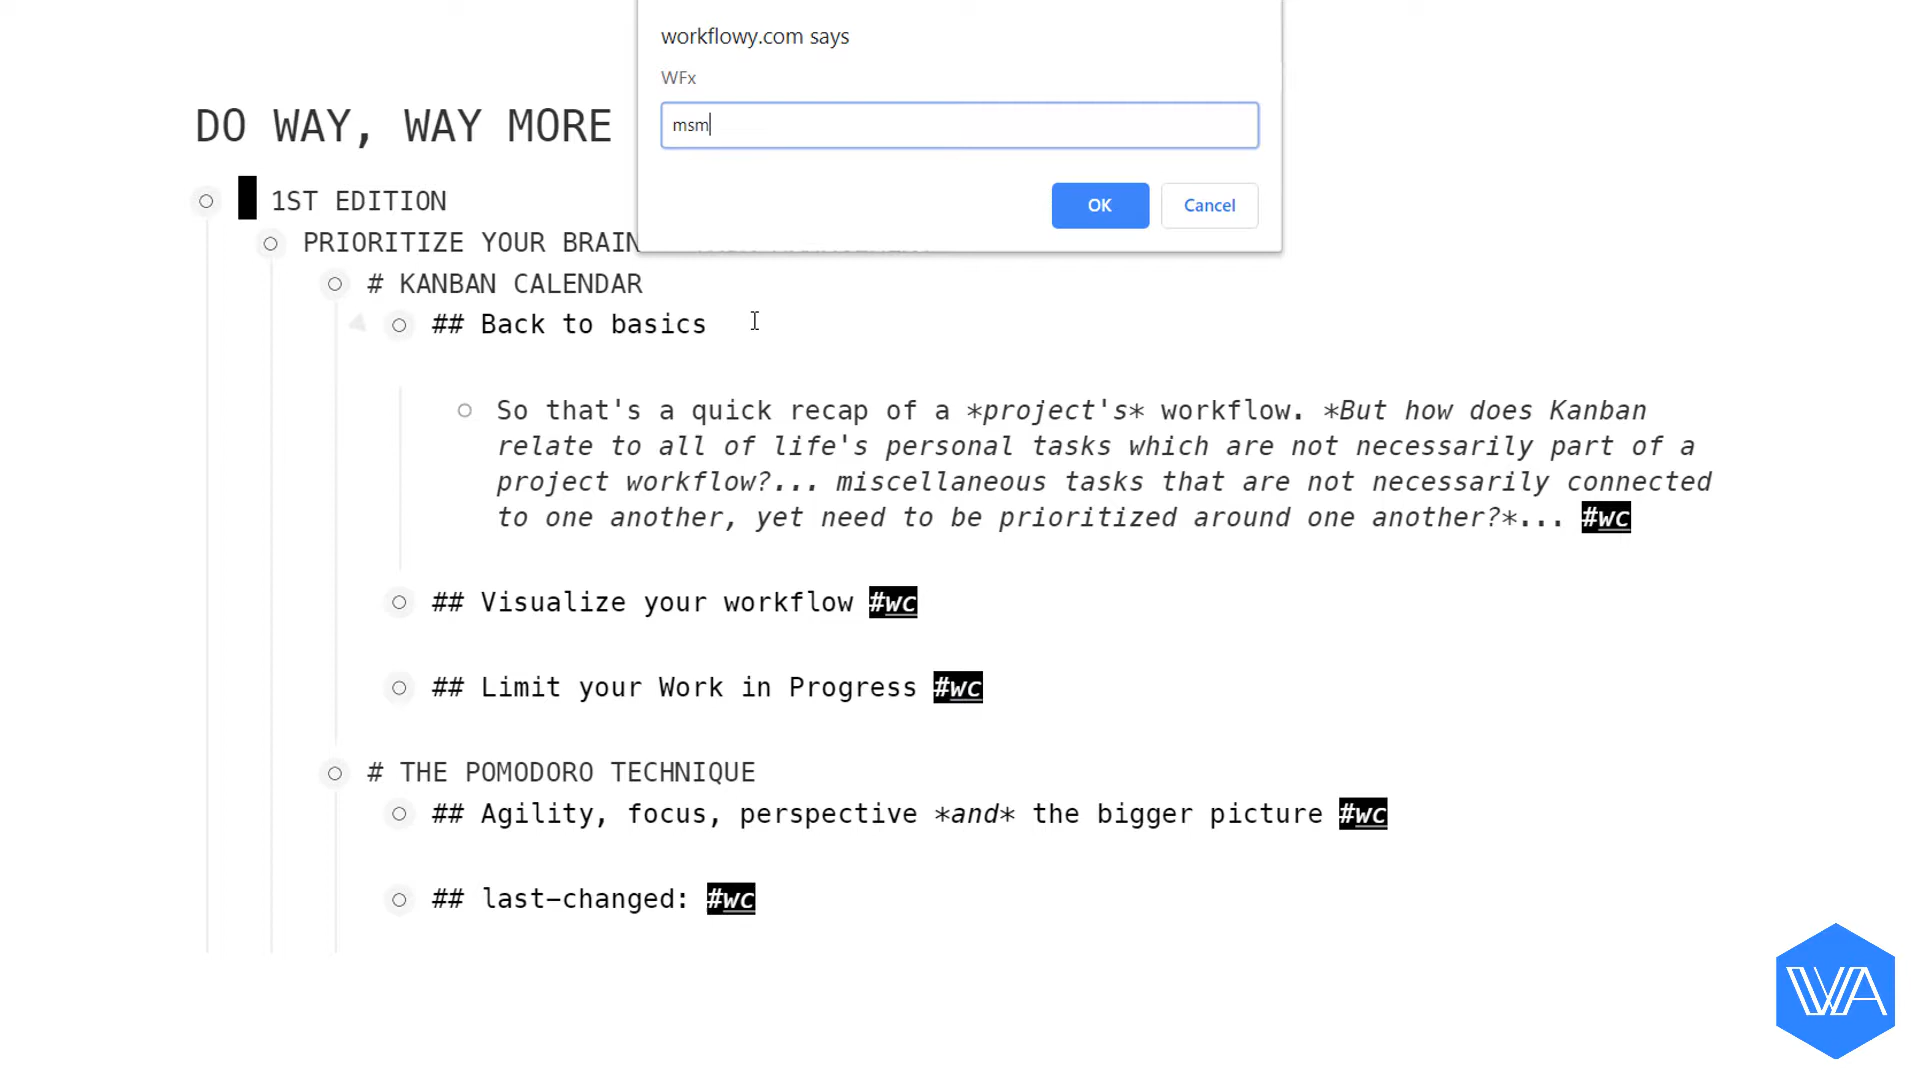 workflowy.com says
WFx
msm
OK
Cancel
DO WAY, WAY MORE
1ST EDITION
PRIORITIZE YOUR BRAIN
# KANBAN CALENDAR
## Back to basics
So that's a quick recap of a *project's* workflow. *But how does Kanban
relate to all of life's personal tasks which are not necessarily part of a
project workflow?... miscellaneous tasks that are not necessarily connected
to one another, yet need to be prioritized around one another?*... #wc
## Visualize your workflow #wc
## Limit your Work in Progress #wc
# THE POMODORO TECHNIQUE
## Agility, focus, perspective *and* the bigger picture #wc
## last-changed: #wc
WA